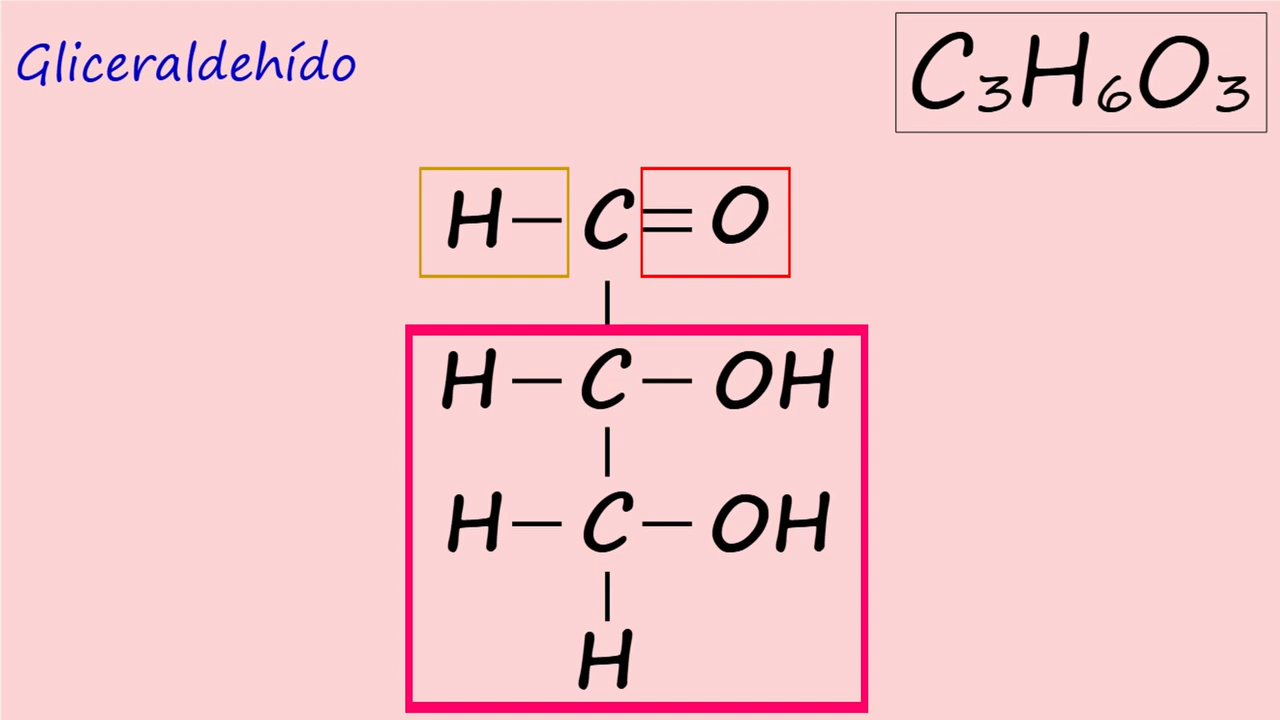 Gliceraldehído
C₃H₆O₃
H—C=O
|
H—C—OH
|
H—C—OH
|
H